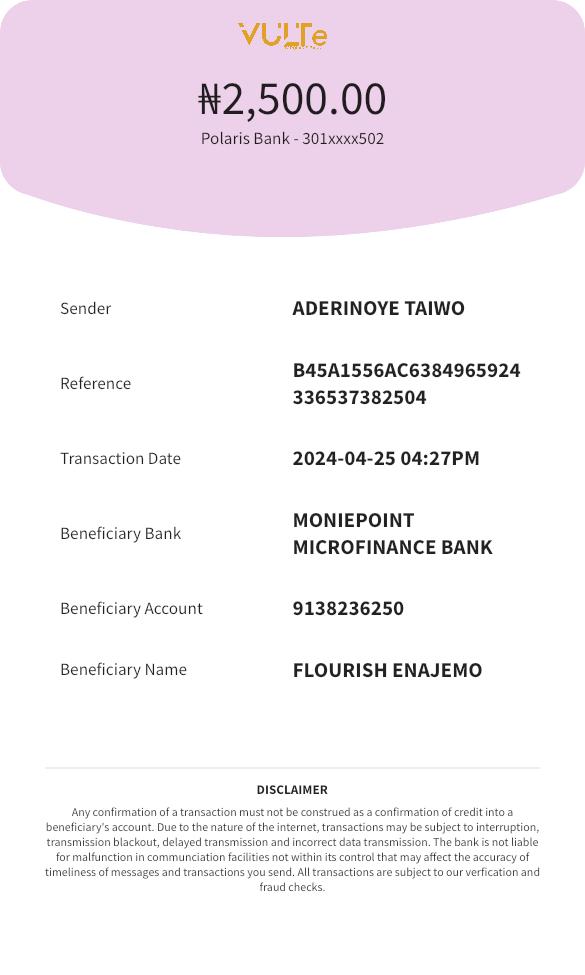 VULTe
₦2,500.00
Polaris Bank - 301xxxx502
Sender
ADERINOYE TAIWO
Reference
B45A1556AC6384965924
336537382504
Transaction Date
2024-04-25 04:27PM
Beneficiary Bank
MONIEPOINT
MICROFINANCE BANK
Beneficiary Account
9138236250
Beneficiary Name
FLOURISH ENAJEMO
DISCLAIMER
Any confirmation of a transaction must not be construed as a confirmation of credit into a
beneficiary's account. Due to the nature of the internet, transactions may be subject to interruption,
transmission blackout, delayed transmission and incorrect data transmission. The bank is not liable
for malfunction in communciation facilities not within its control that may affect the accuracy of
timeliness of messages and transactions you send. All transactions are subject to our verfication and
fraud checks.